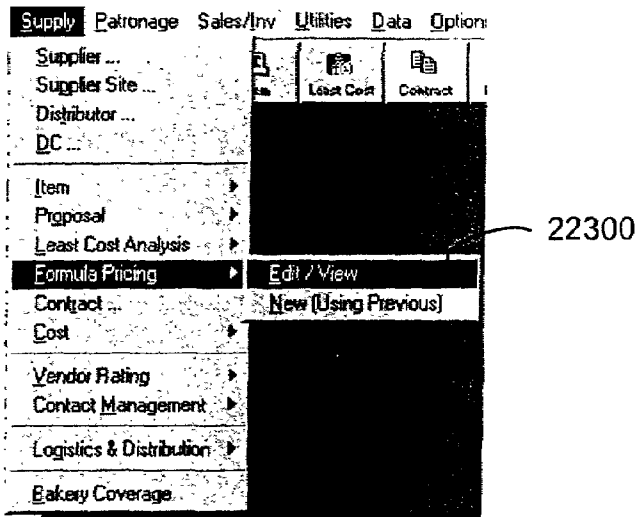 Supply Patronage Sales/Inv Utilities Data Option
Supplier ...
Supplier Site ...
Distributor ...
DC ...
Least Cost
Contract
Item
Proposal
Least Cost Analysis
Formula Pricing
Edit / View
22300
Contract ...
New (Using Previous)
Cost
Vendor Rating
Contact Management
Logistics & Distribution
Bakery Coverage